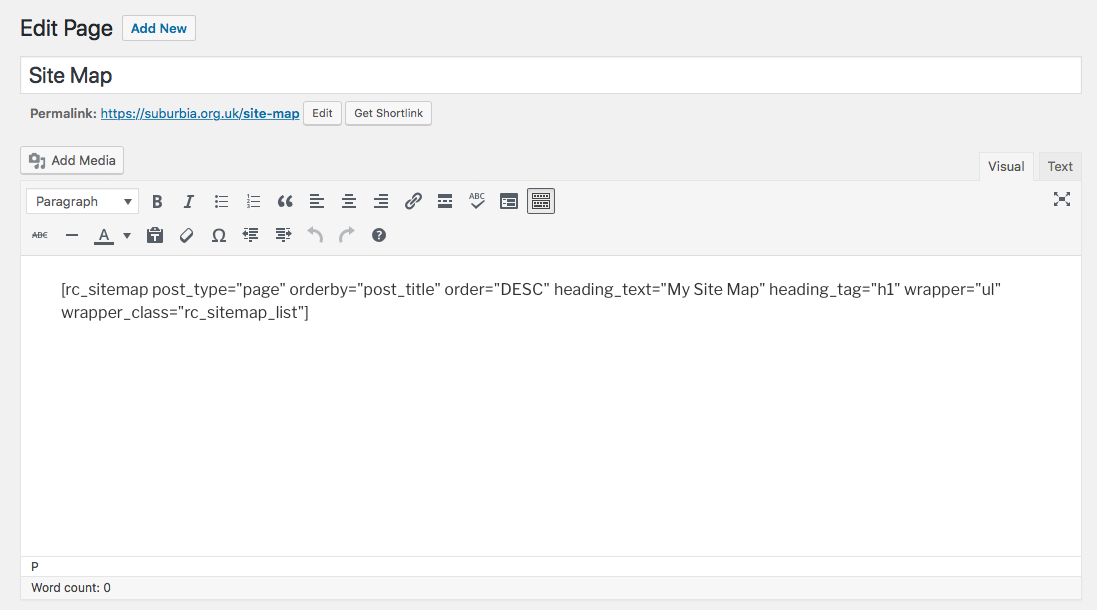 Edit Page Add New
Site Map
Permalink: https://suburbia.org.uk/site-map Edit Get Shortlink
Add Media Visual Text
Paragraph B I ABC
ABC A Ω ?
[rc_sitemap post_type="page" orderby="post_title" order="DESC" heading_text="My Site Map" heading_tag="h1" wrapper="ul"
wrapper_class="rc_sitemap_list"]
P
Word count: 0